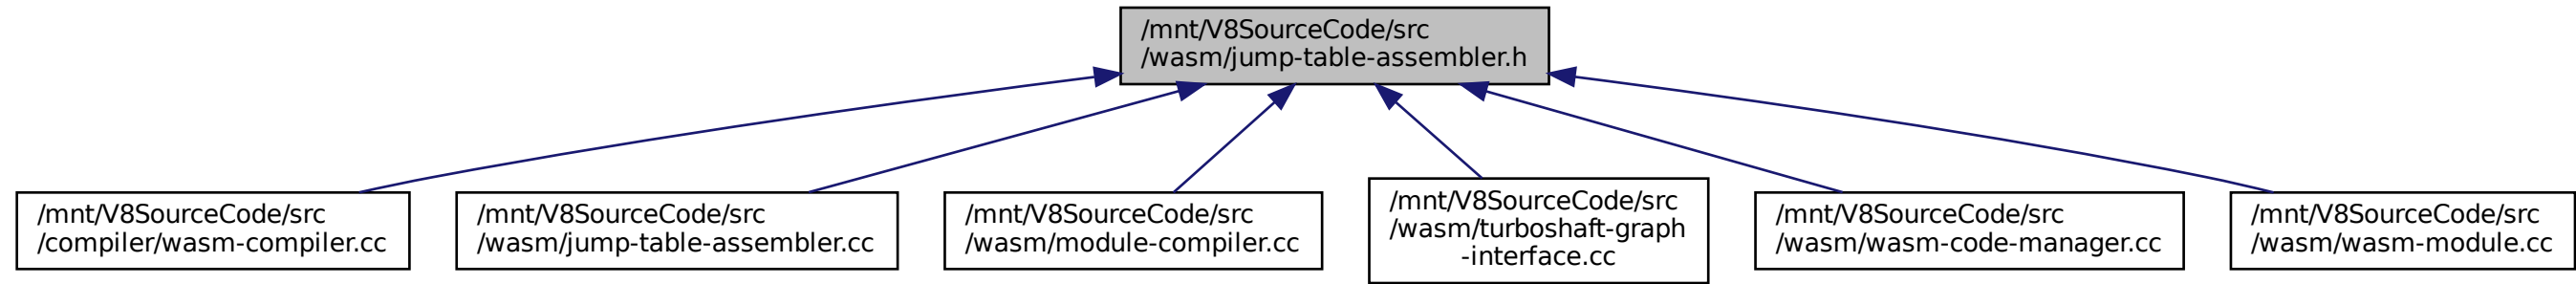 /mnt/V8SourceCode/src
/wasm/jump-table-assembler.h
/mnt/V8SourceCode/src
/compiler/wasm-compiler.cc
/mnt/V8SourceCode/src
/wasm/jump-table-assembler.cc
/mnt/V8SourceCode/src
/wasm/module-compiler.cc
/mnt/V8SourceCode/src
/wasm/turboshaft-graph
-interface.cc
/mnt/V8SourceCode/src
/wasm/wasm-code-manager.cc
/mnt/V8SourceCode/src
/wasm/wasm-module.cc